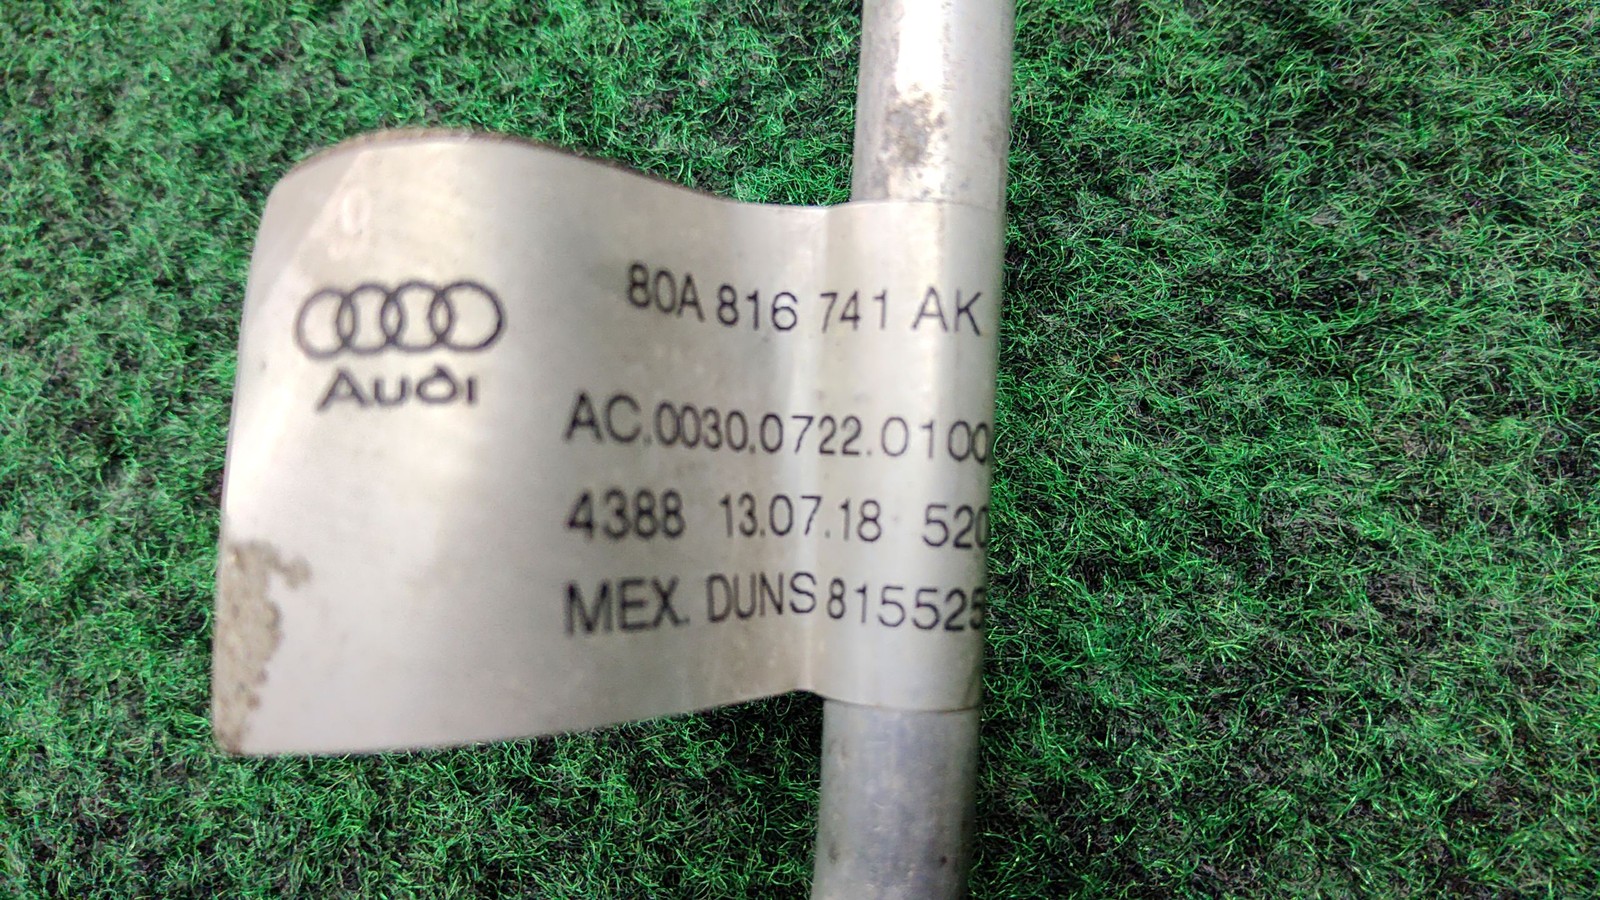 80A 816 741 AK
Audi
AC.0030.0722.0100
4388 13.07.18 520
MEX. DUNS 815525